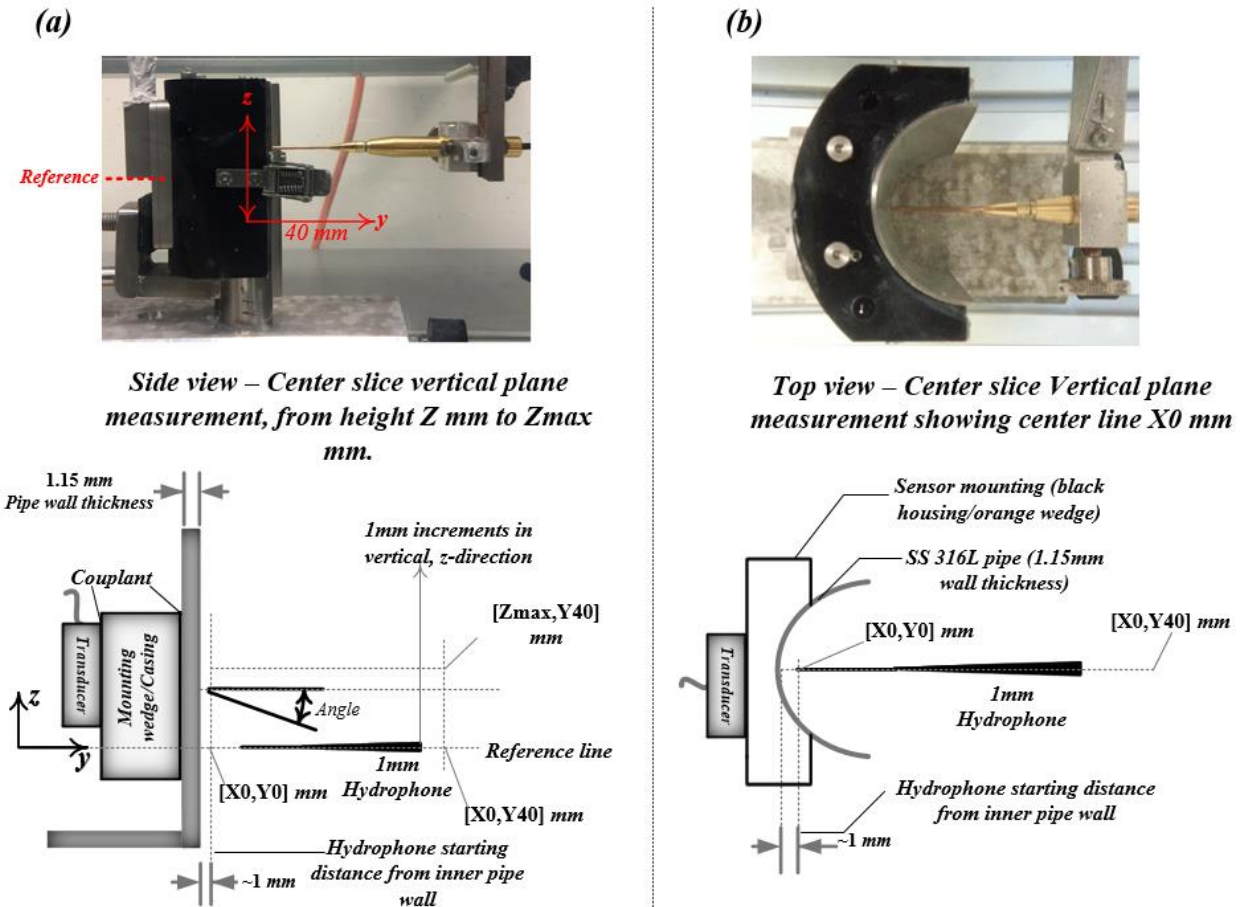 (a)
z
Reference
y
40 mm
Side view – Center slice vertical plane
measurement, from height Z mm to Zmax
mm.
1.15 mm
Pipe wall thickness
1mm increments in
vertical, z-direction
Couplant
[Zmax,Y40]
mm
Transducer
Mounting
wedge/Casing
Angle
z
y
Reference line
1mm
Hydrophone
[X0,Y0] mm
[X0,Y40] mm
Hydrophone starting
distance from inner pipe
wall
~1 mm
(b)
Top view – Center slice Vertical plane
measurement showing center line X0 mm
Sensor mounting (black
housing/orange wedge)
SS 316L pipe (1.15mm
wall thickness)
[X0,Y0] mm
[X0,Y40] mm
Transducer
1mm
Hydrophone
Hydrophone starting distance
from inner pipe wall
~1 mm